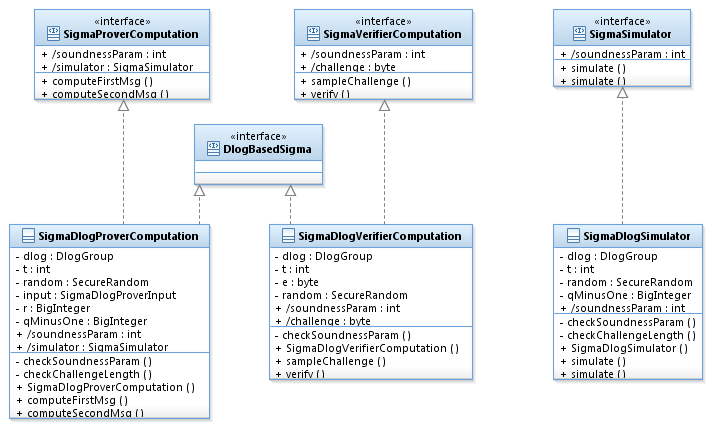 «interface»
SigmaProverComputation
+ /soundnessParam : int
+ /simulator : SigmaSimulator
+ computeFirstMsg ( )
+ computeSecondMsg ( )
«interface»
SigmaVerifierComputation
+ /soundnessParam : int
+ /challenge : byte
+ sampleChallenge ( )
+ verify ( )
«interface»
SigmaSimulator
+ /soundnessParam : int
+ simulate ( )
+ simulate ( )
«interface»
DlogBasedSigma
SigmaDlogProverComputation
- dlog : DlogGroup
- t : int
- random : SecureRandom
- input : SigmaDlogProverInput
- r : BigInteger
- qMinusOne : BigInteger
+ /soundnessParam : int
+ /simulator : SigmaSimulator
- checkSoundnessParam ( )
- checkChallengeLength ( )
+ SigmaDlogProverComputation ( )
+ computeFirstMsg ( )
+ computeSecondMsg ( )
SigmaDlogVerifierComputation
- dlog : DlogGroup
- t : int
- e : byte
- random : SecureRandom
+ /soundnessParam : int
+ /challenge : byte
- checkSoundnessParam ( )
+ SigmaDlogVerifierComputation ( )
+ sampleChallenge ( )
+ verify ( )
SigmaDlogSimulator
- dlog : DlogGroup
- t : int
- random : SecureRandom
- qMinusOne : BigInteger
+ /soundnessParam : int
- checkSoundnessParam ( )
- checkChallengeLength ( )
+ SigmaDlogSimulator ( )
+ simulate ( )
+ simulate ( )